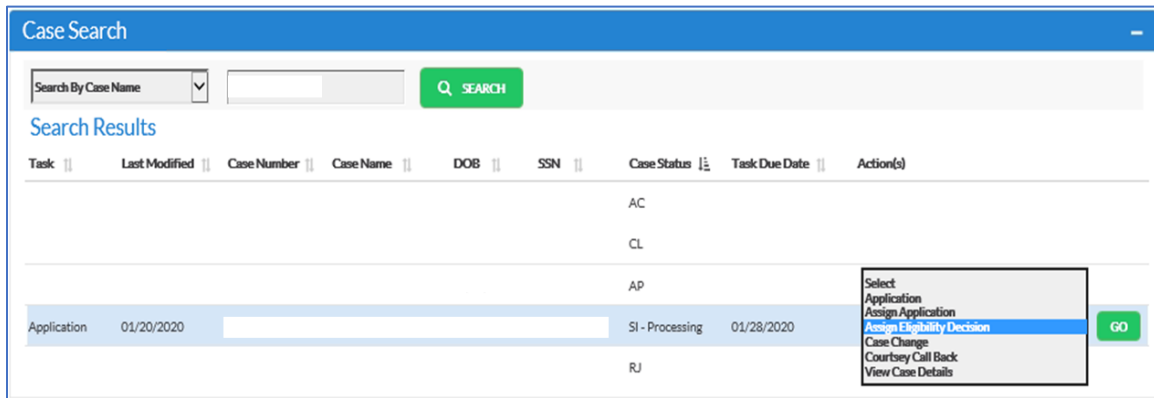 Case Search
Search By Case Name SEARCH
Search Results
Task Last Modified Case Number Case Name DOB SSN Case Status Task Due Date Action(s)
AC
CL
AP
Select
Application
Assign Application
Application 01/20/2020 SI - Processing 01/28/2020 Assign Eligibility Decision GO
Case Change
Courtsey Call Back
RJ
View Case Details